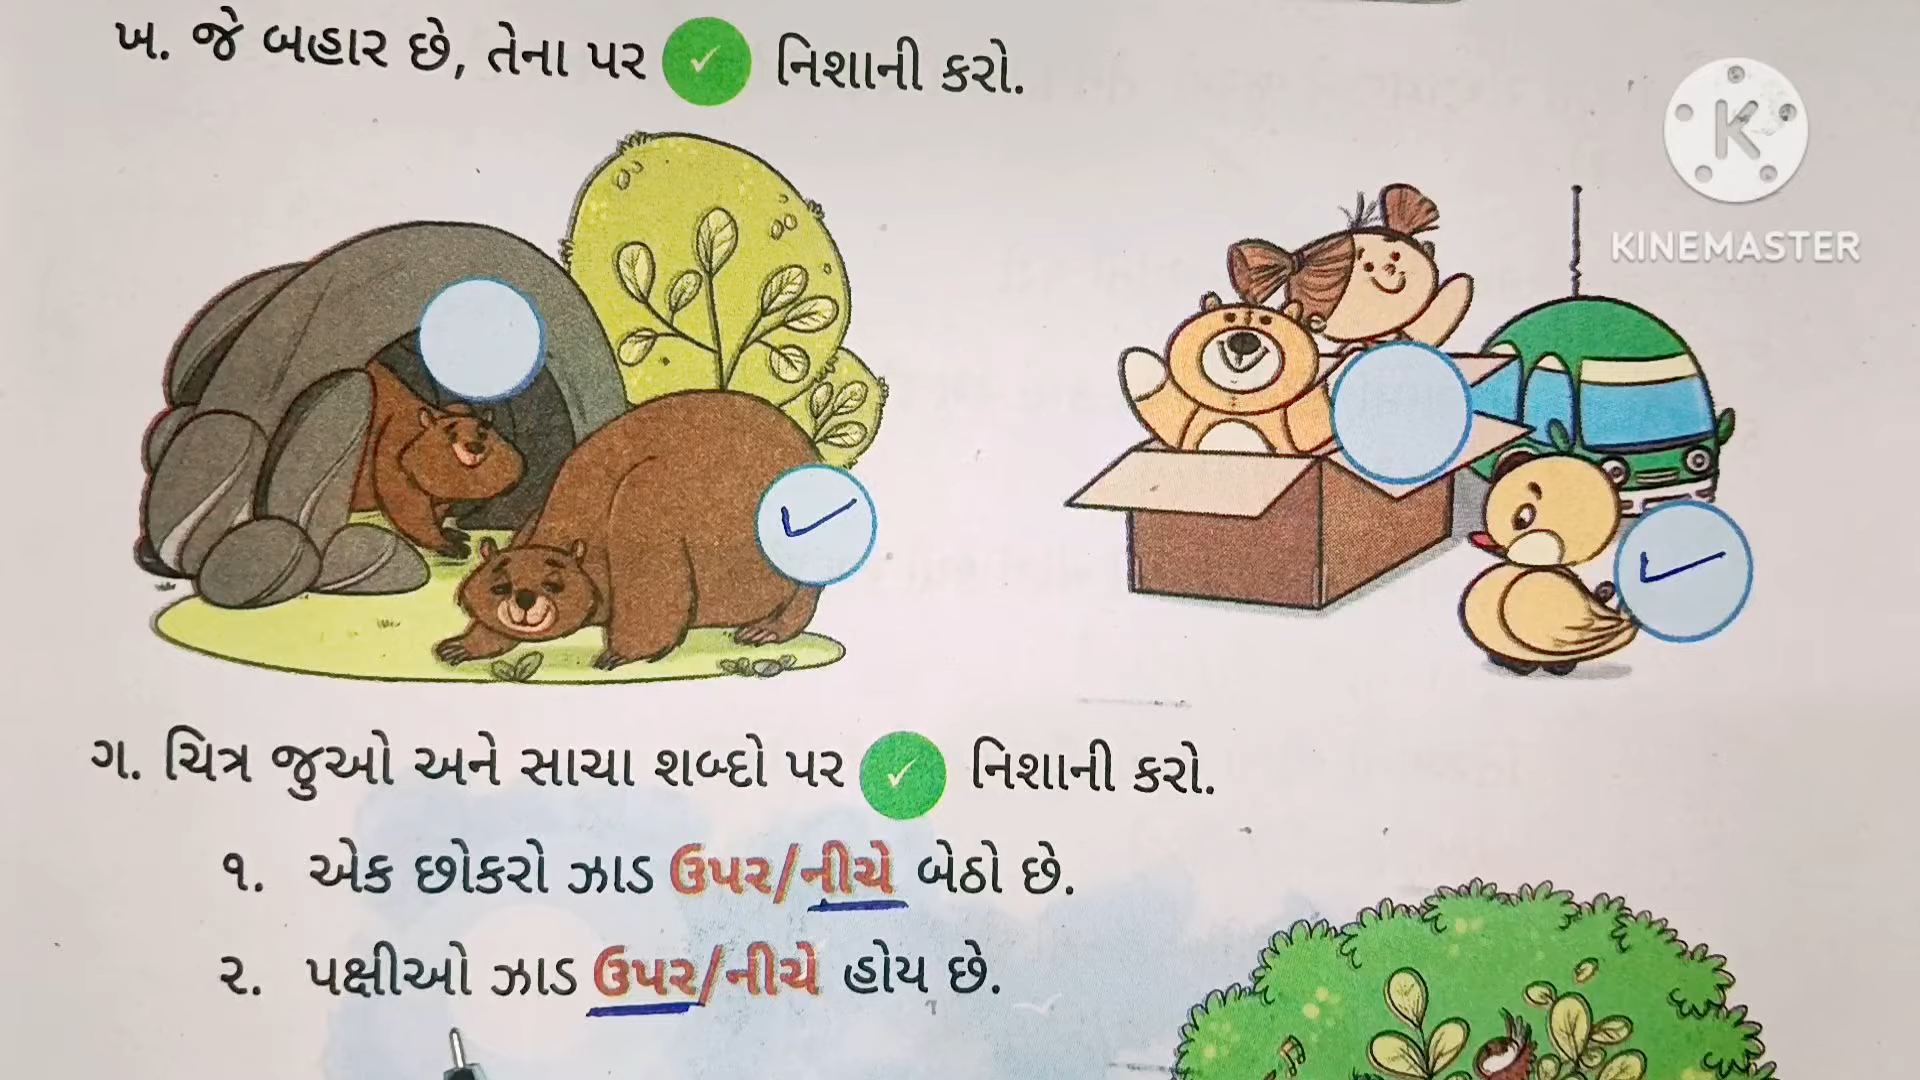 ખ. જે બહાર છે, તેના પર ✓ નિશાની કરો.
K
KINEMASTER
ગ. ચિત્ર જુઓ અને સાચા શબ્દો પર ✓ નિશાની કરો.
૧. એક છોકરો ઝાડ ઉપર/નીચે બેઠો છે.
૨. પક્ષીઓ ઝાડ ઉપર/નીચે હોય છે.